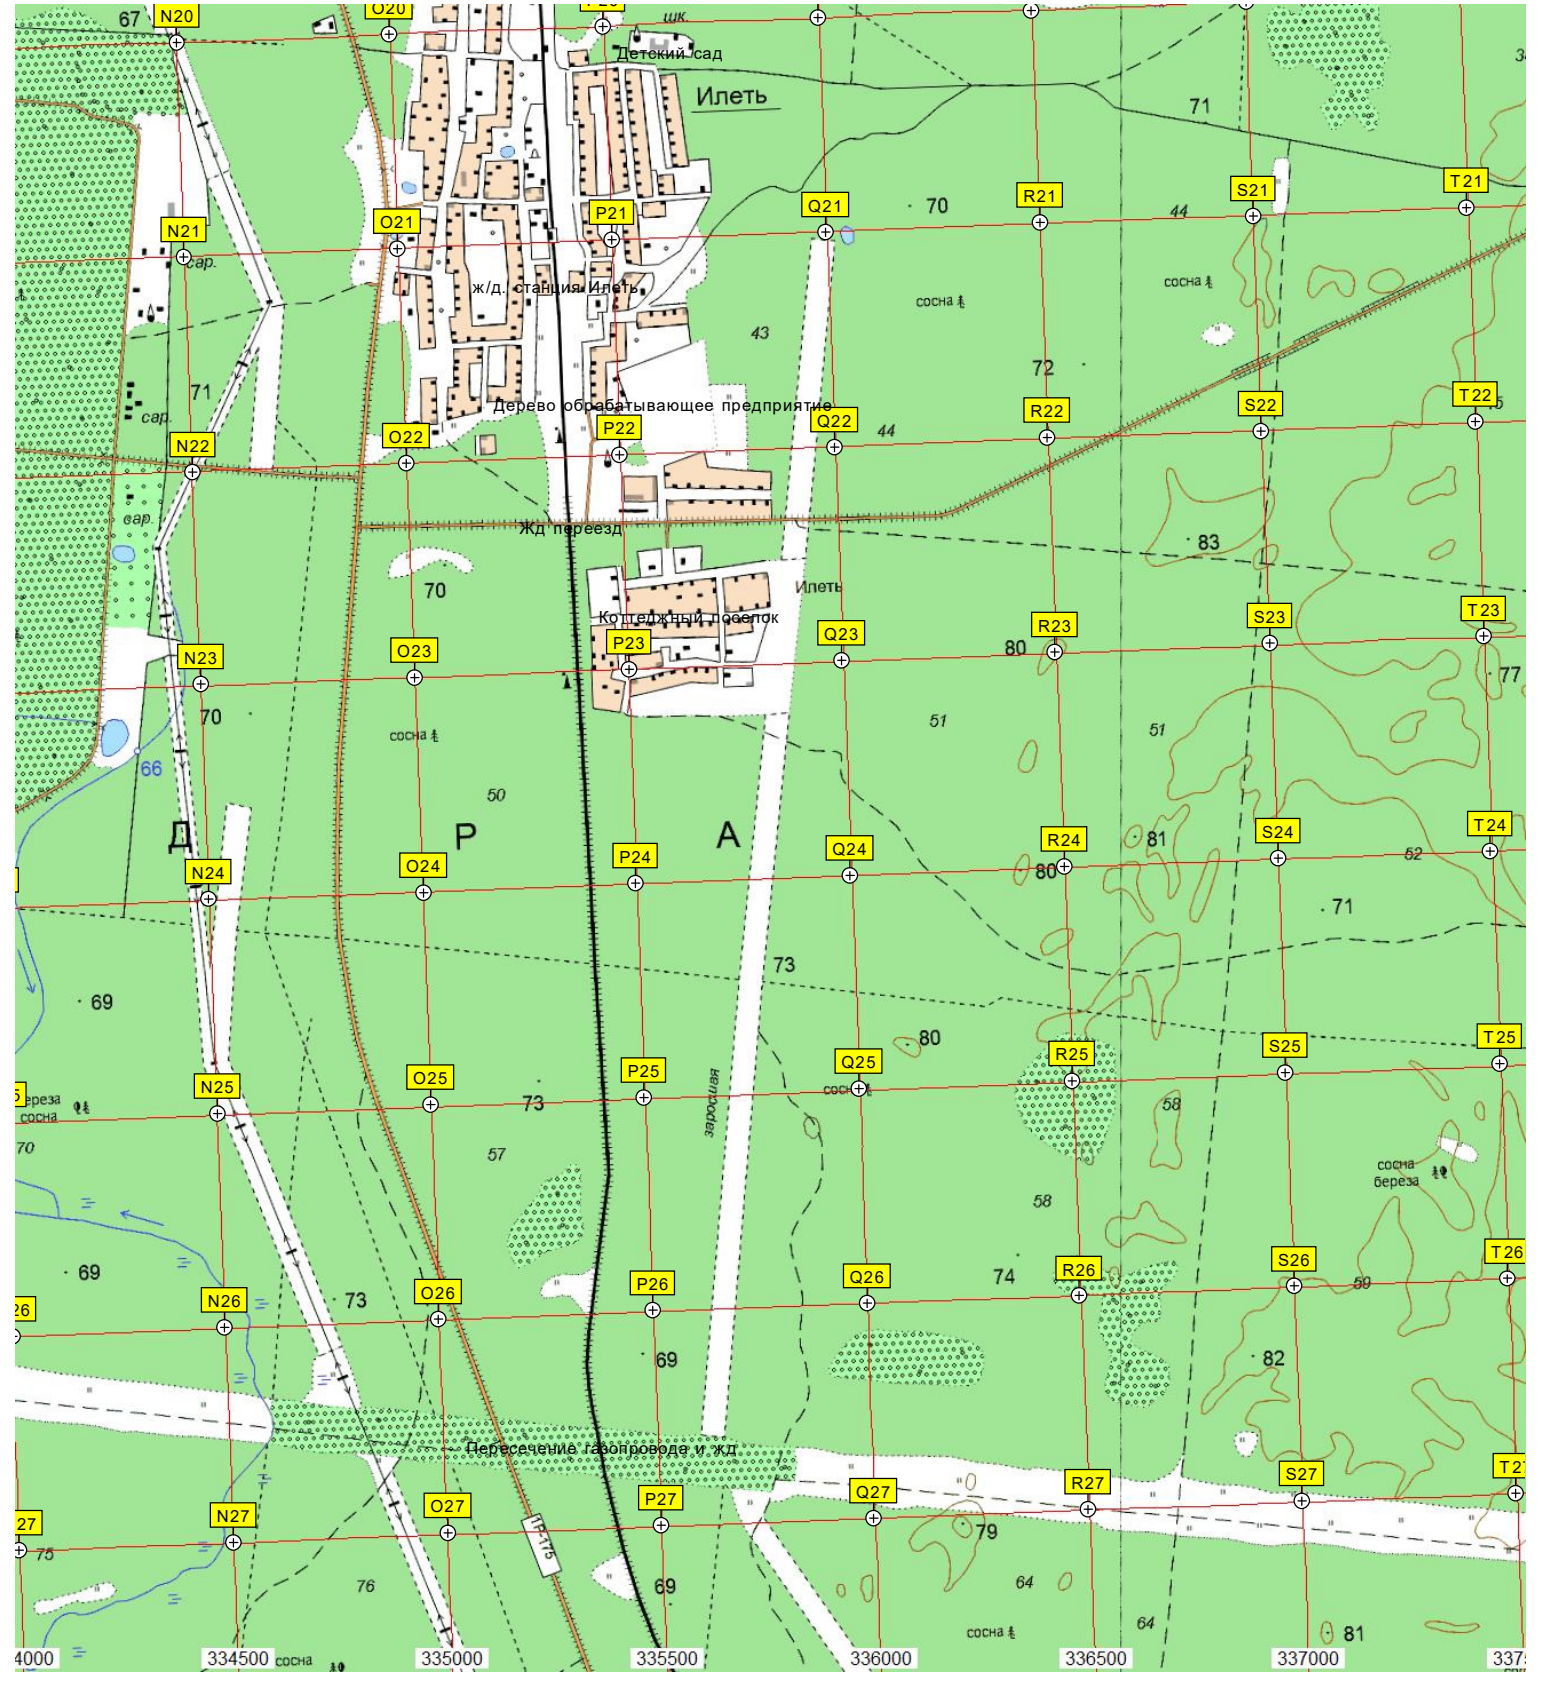 N20
O20
67
шк.
Детский сад
Илеть
71
T21
S21
R21
Q21
70
44
P21
O21
N21
сар.
ж/д. станция Илеть
сосна
сосна
43
72
71
сар.
Дерево обрабатывающее предприятие
T22
S22
R22
Q22
44
P22
O22
N22
сар.
Жд переезд
83
70
Илеть
Коттеджный поселок
T23
S23
R23
80
Q23
P23
O23
N23
77
70
51
51
сосна
66
50
Д Р А
T24
S24
R24
81
52
80
Q24
P24
O24
N24
71
73
69
80
T25
S25
R25
Q25
сосна
P25
O25
N25
73
заросшая
58
сосна
70
57
сосна
береза
58
T26
S26
R26
74
59
Q26
P26
O26
N26
26
69
73
69
82
Пересечение газопровода и жд
S27
R27
Q27
P27
O27
N27
27
79
75
1Р-175
76
69
64
64
сосна
81
сосна
4000 334500 335000 335500 336000 336500 337000